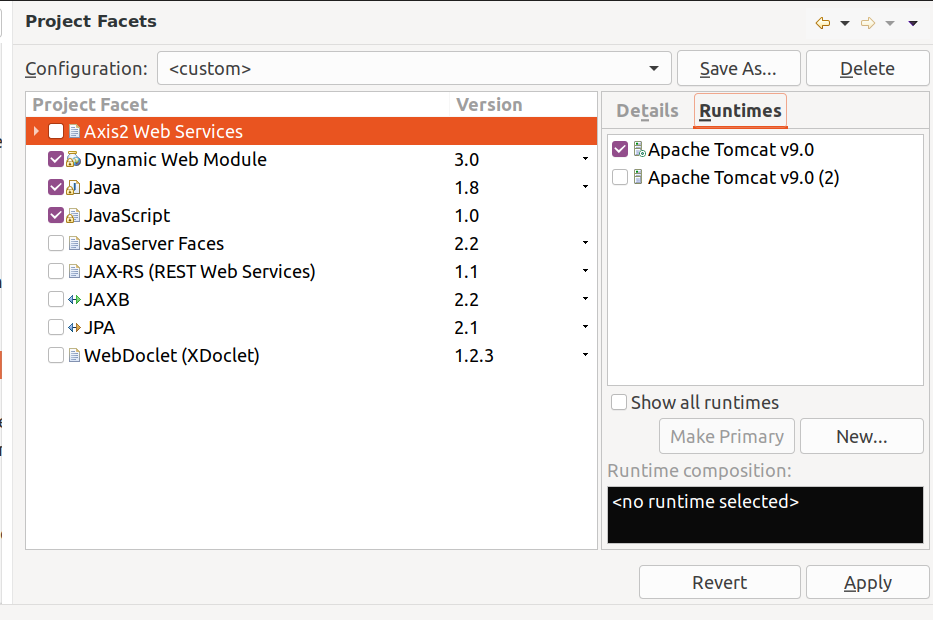 Project Facets
Configuration: <custom> Save As... Delete
Project Facet Version
Axis2 Web Services
Dynamic Web Module 3.0
Java 1.8
JavaScript 1.0
JavaServer Faces 2.2
JAX-RS (REST Web Services) 1.1
JAXB 2.2
JPA 2.1
WebDoclet (XDoclet) 1.2.3
Details Runtimes
Apache Tomcat v9.0
Apache Tomcat v9.0 (2)
Show all runtimes
Make Primary New...
Runtime composition:
<no runtime selected>
Revert Apply